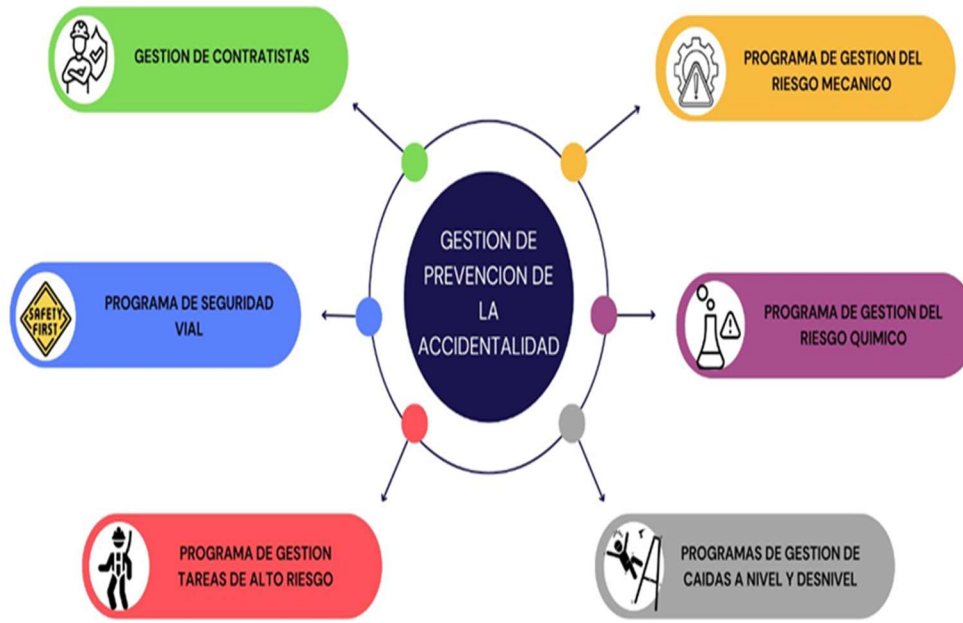 GESTION DE CONTRATISTAS
PROGRAMA DE GESTION DEL
RIESGO MECANICO
GESTION DE
PREVENCION DE
LA
ACCIDENTALIDAD
SAFETY
FIRST
PROGRAMA DE SEGURIDAD
VIAL
PROGRAMA DE GESTION DEL
RIESGO QUIMICO
PROGRAMA DE GESTION
TAREAS DE ALTO RIESGO
PROGRAMAS DE GESTION DE
CAIDAS A NIVEL Y DESNIVEL